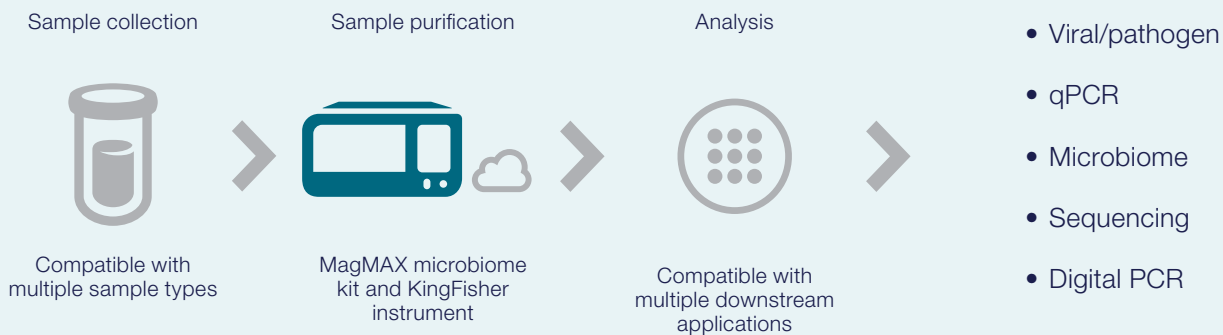 Sample collection
Compatible with
multiple sample types
Sample purification
MagMAX microbiome
kit and KingFisher
instrument
Analysis
Compatible with
multiple downstream
applications
• Viral/pathogen
• qPCR
• Microbiome
• Sequencing
• Digital PCR